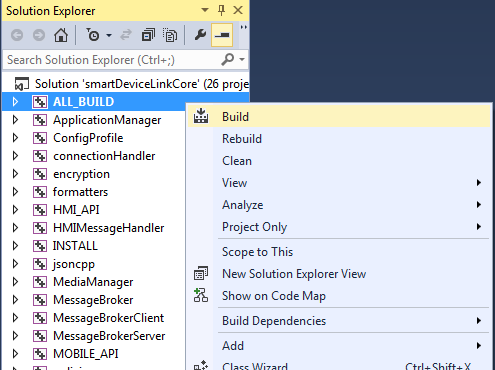 Solution Explorer
Search Solution Explorer (Ctrl+;)
Solution 'smartDeviceLinkCore' (26 proje
ALL_BUILD
ApplicationManager
ConfigProfile
connectionHandler
encryption
formatters
HMI_API
HMIMessageHandler
INSTALL
jsoncpp
MediaManager
MessageBroker
MessageBrokerClient
MessageBrokerServer
MOBILE_API
Build
Rebuild
Clean
View
Analyze
Project Only
Scope to This
New Solution Explorer View
Show on Code Map
Build Dependencies
Add
Class Wizard... Ctrl+Shift+X